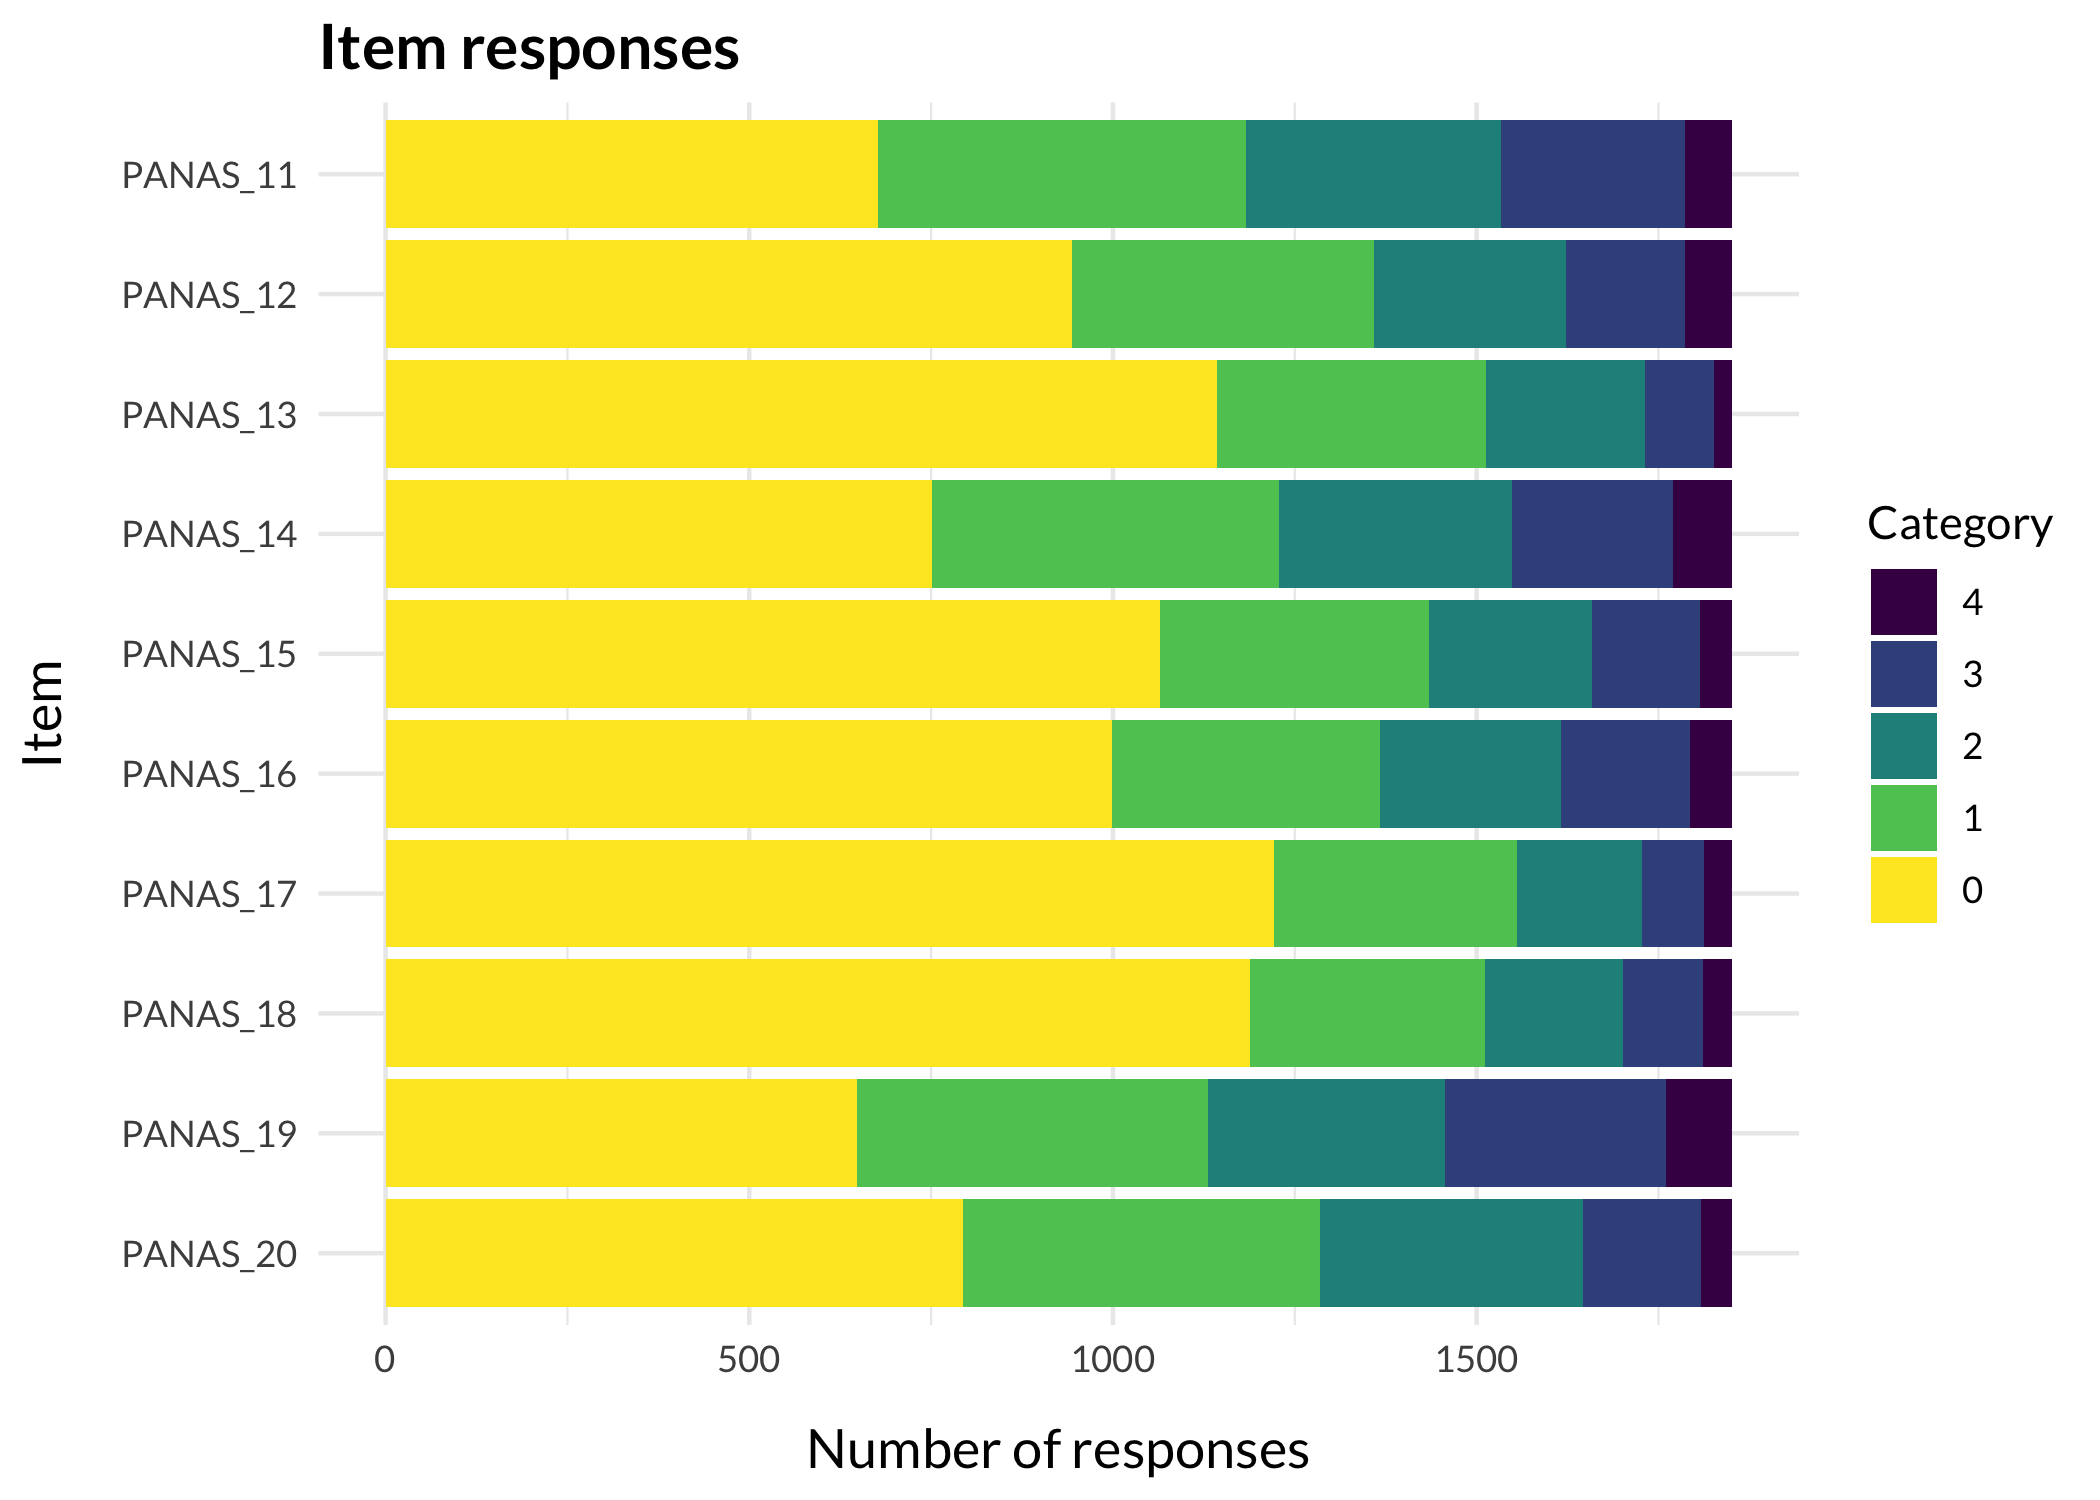 Item responses
PANAS_11
PANAS_12
PANAS_13
PANAS_14
PANAS_15
PANAS_16
PANAS_17
PANAS_18
PANAS_19
PANAS_20
Item
0 500 1000 1500
Number of responses
Category
4
3
2
1
0